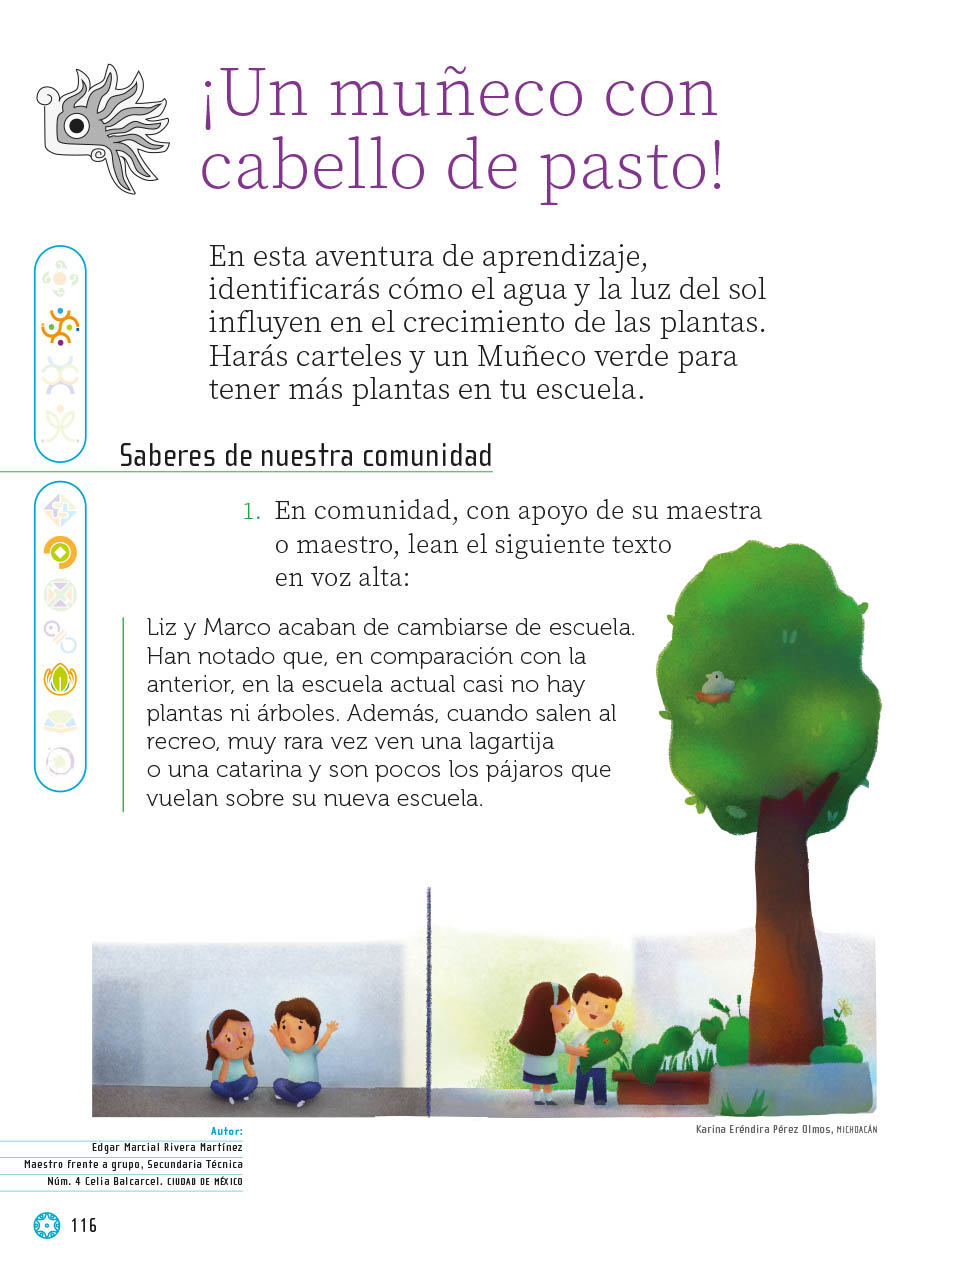 ¡Un muñeco con
cabello de pasto!
En esta aventura de aprendizaje,
identificarás cómo el agua y la luz del sol
influyen en el crecimiento de las plantas.
Harás carteles y un Muñeco verde para
tener más plantas en tu escuela.
Saberes de nuestra comunidad
1. En comunidad, con apoyo de su maestra
o maestro, lean el siguiente texto
en voz alta:
Liz y Marco acaban de cambiarse de escuela.
Han notado que, en comparación con la
anterior, en la escuela actual casi no hay
plantas ni árboles. Además, cuando salen al
recreo, muy rara vez ven una lagartija
o una catarina y son pocos los pájaros que
vuelan sobre su nueva escuela.
Karina Eréndira Pérez Olmos, MICHOACÁN
Autor:
Edgar Marcial Rivera Martínez
Maestro frente a grupo, Secundaria Técnica
Núm. 4 Celia Balcarcel. CIUDAD DE MÉXICO
116